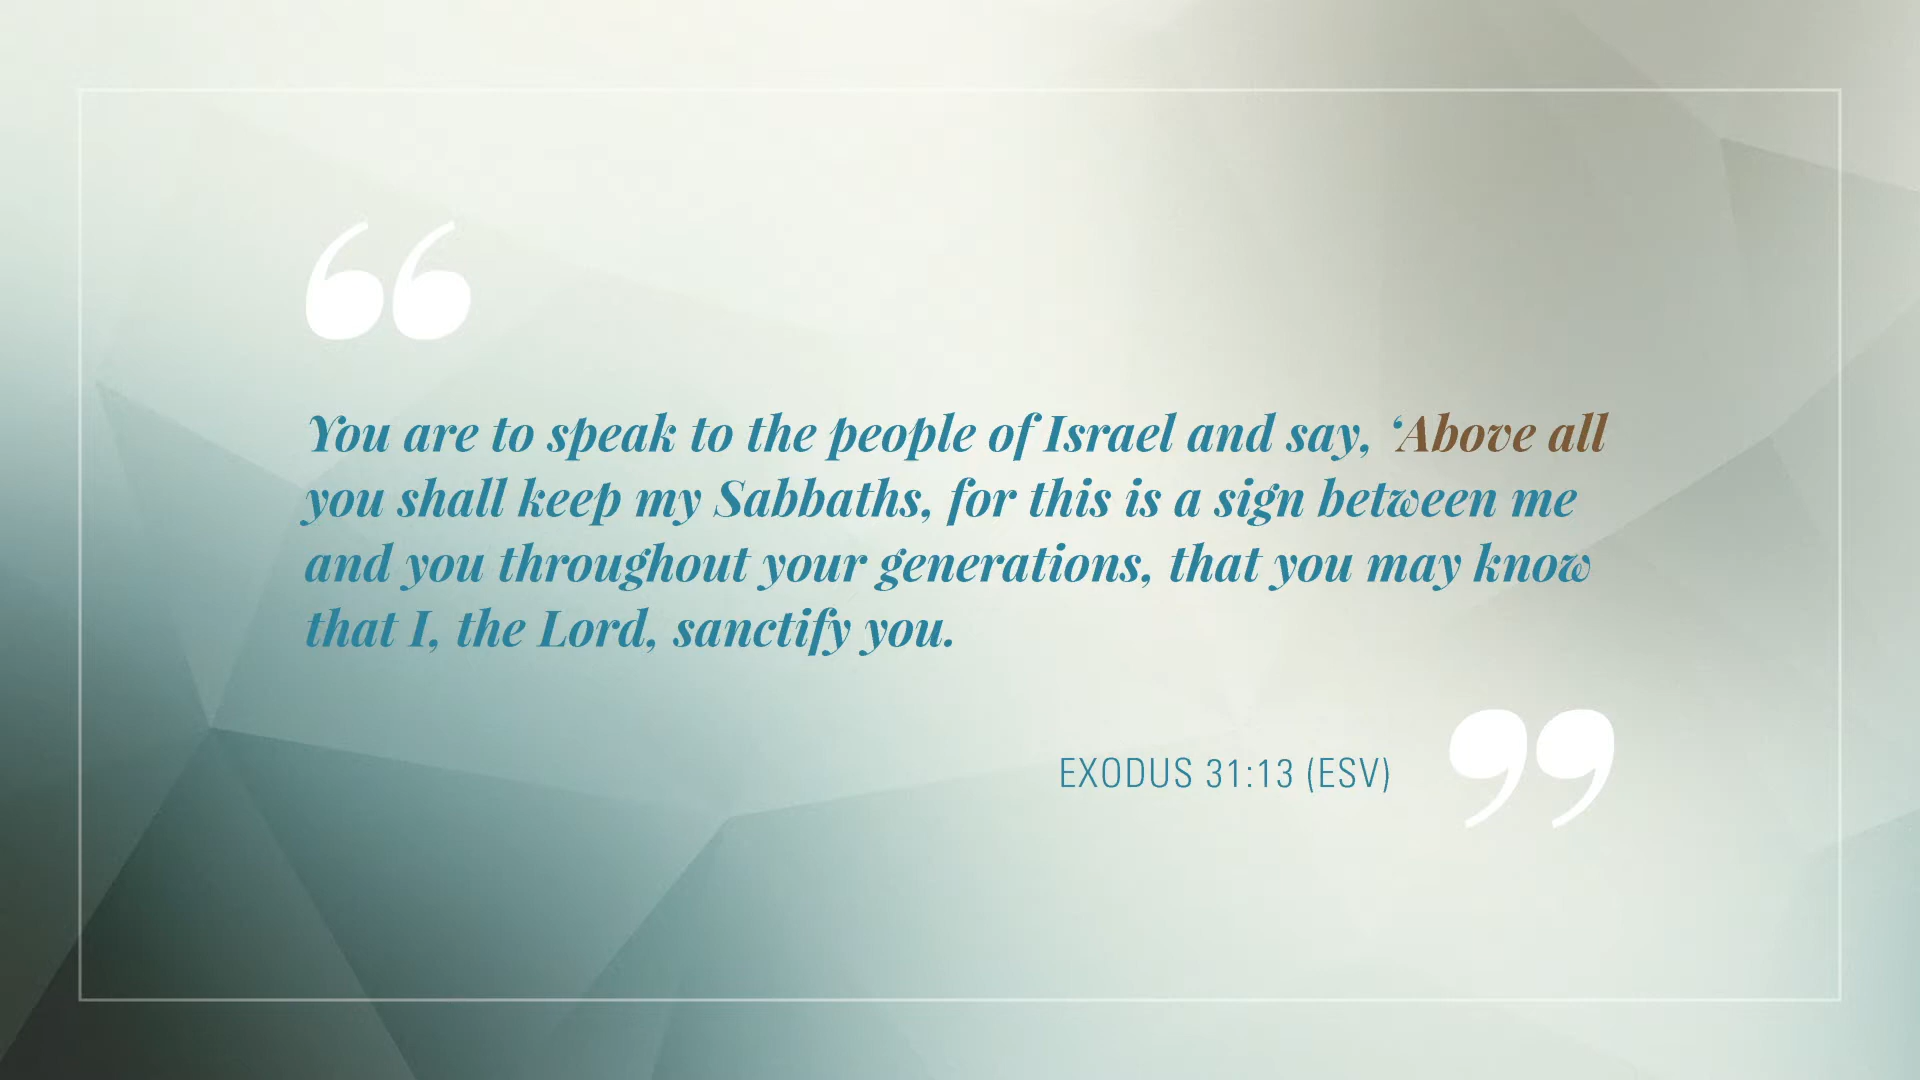 “
You are to speak to the people of Israel and say, ‘Above all
you shall keep my Sabbaths, for this is a sign between me
and you throughout your generations, that you may know
that I, the Lord, sanctify you.
EXODUS 31:13 (ESV) ”